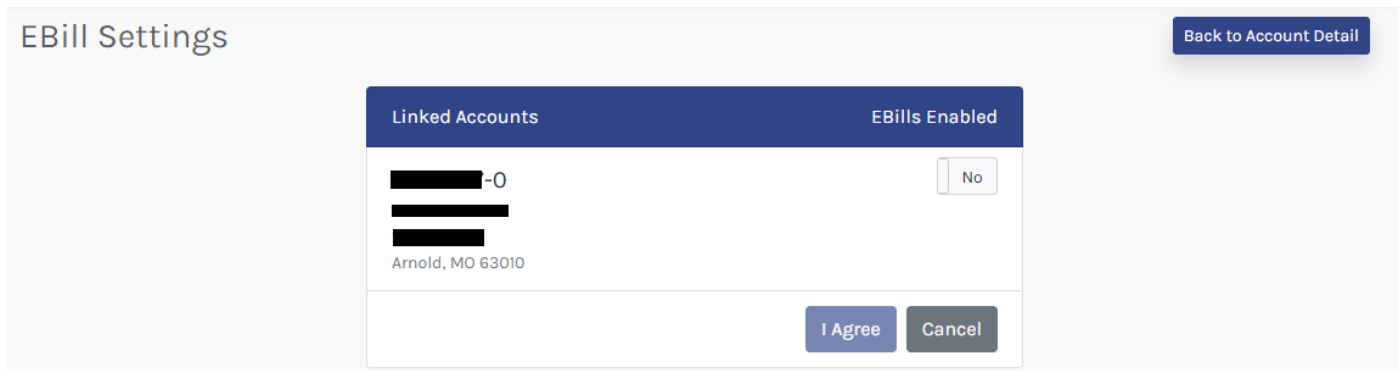 EBill Settings
Back to Account Detail
Linked Accounts EBills Enabled
-0
No
Arnold, MO 63010
I Agree Cancel